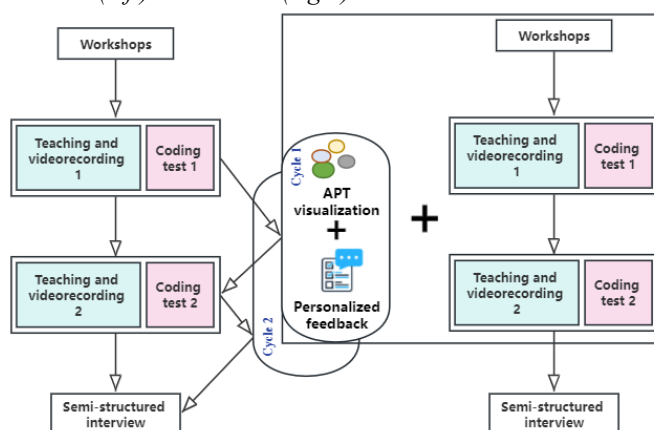 Workshops
Teaching and
videorecording
1
Coding
test 1
Teaching and
videorecording
2
Coding
test 2
Semi-structured
interview
Cycle 1
APT
visualization
+
Personalized
feedback
Cycle 2
+
Workshops
Teaching and
videorecording
1
Coding
test 1
Teaching and
videorecording
2
Coding
test 2
Semi-structured
interview